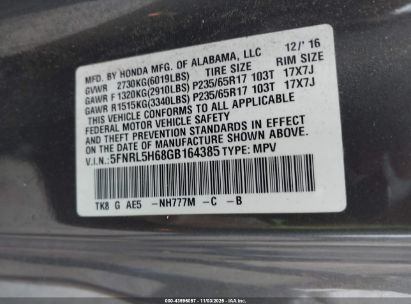 MFD. BY HONDA MFG. OF ALABAMA, LLC 12/'16
GVWR 2730KG(6019LBS) TIRE SIZE RIM SIZE
GAWR F1320KG(2910LBS) P235/65R17 103T 17X7J
GAWR R1515KG(3340LBS) P235/65R17 103T 17X7J
THIS VEHICLE CONFORMS TO ALL APPLICABLE
FEDERAL MOTOR VEHICLE SAFETY
AND THEFT PREVENTION STANDARDS IN EFFECT
ON THE DATE OF MANUFACTURE SHOWN ABOVE.
V.I.N:5FNRL5H68GB164385 TYPE: MPV
TK8 G AE5 -NH777M -C -B